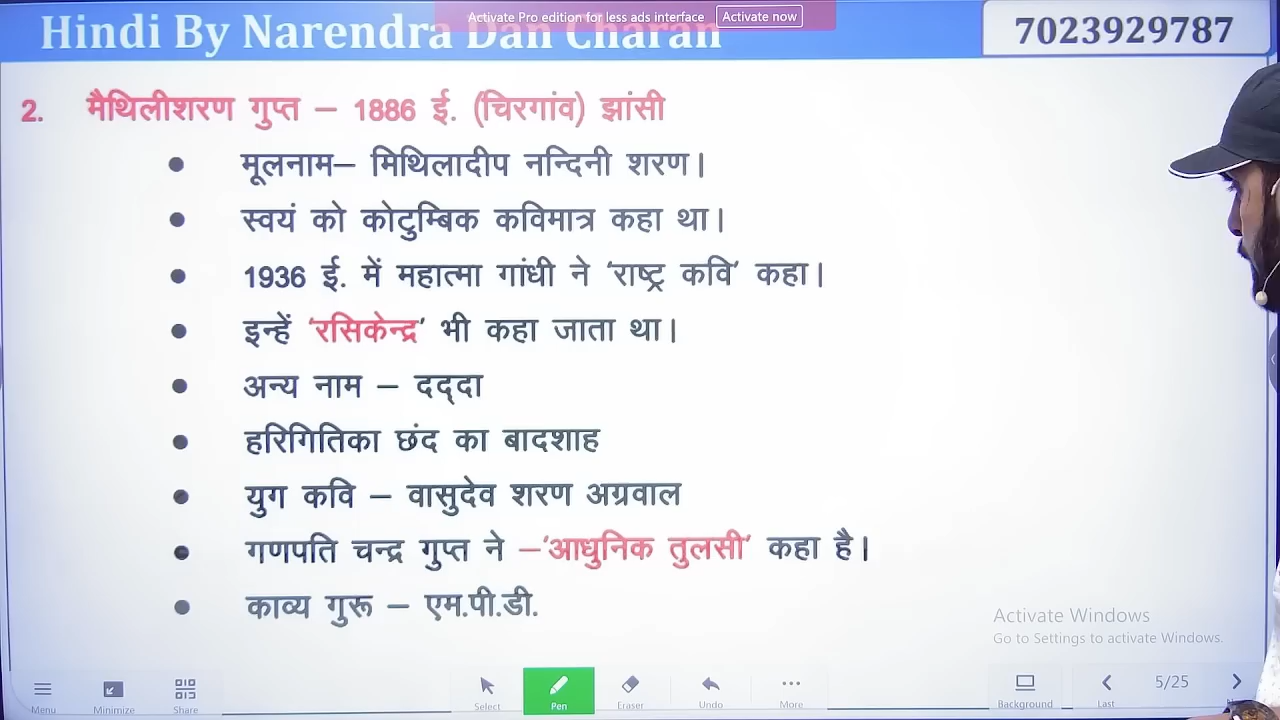 Activate Pro edition for less ads interface Activate now
Hindi By Narendra Dan Charan
7023929787
2. मैथिलीशरण गुप्त – 1886 ई. (चिरगांव) झांसी
• मूलनाम– मिथिलादीप नन्दिनी शरण।
• स्वयं को कोटुम्बिक कविमात्र कहा था।
• 1936 ई. में महात्मा गांधी ने ‘राष्ट्र कवि’ कहा।
• इन्हें ‘रसिकेन्द्र’ भी कहा जाता था।
• अन्य नाम – दद्‌दा
• हरिगितिका छंद का बादशाह
• युग कवि – वासुदेव शरण अग्रवाल
• गणपति चन्द्र गुप्त ने –‘आधुनिक तुलसी’ कहा है।
• काव्य गुरू – एम.पी.डी.
Activate Windows
Go to Settings to activate Windows.
Menu Minimize Share Select Pen Eraser Undo More Background Last 5/25